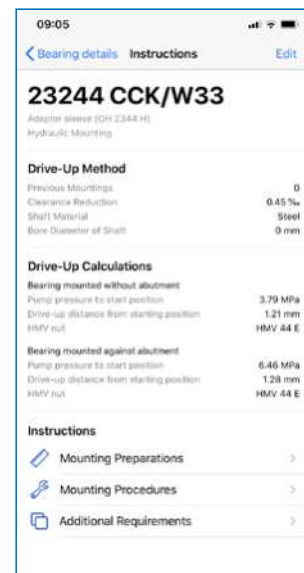 09:05
Bearing details Instructions Edit
23244 CCK/W33
Adapter sleeve (OH 2344 H)
Hydraulic Mounting
Drive-Up Method
Previous Mountings 0
Clearance Reduction 0.45 ‰
Shaft Material Steel
Bore Diameter of Shaft 0 mm
Drive-Up Calculations
Bearing mounted without abutment
Pump pressure to start position 3.79 MPa
Drive-up distance from starting position 1.21 mm
HMV nut HMV 44 E
Bearing mounted against abutment
Pump pressure to start position 6.46 MPa
Drive-up distance from starting position 1.28 mm
HMV nut HMV 44 E
Instructions
Mounting Preparations
Mounting Procedures
Additional Requirements